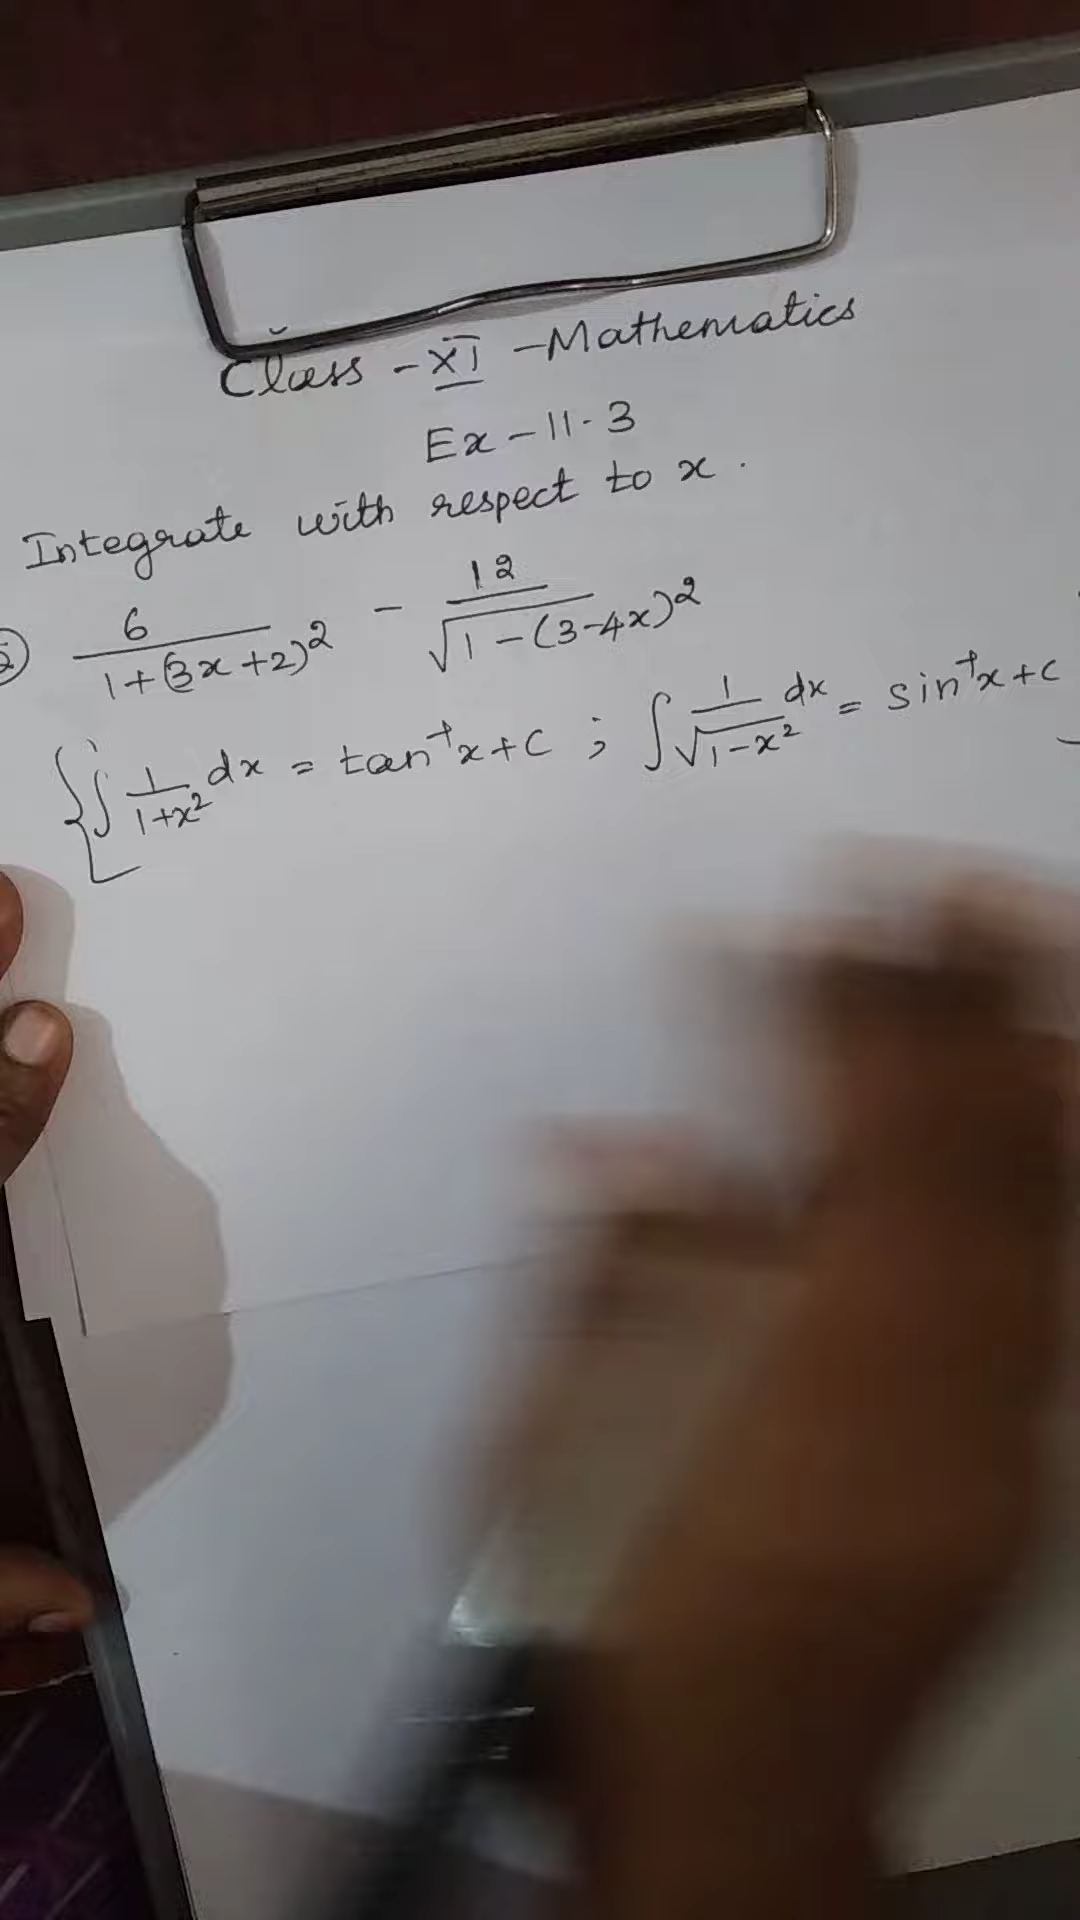 Class - XI - Mathematics
Ex - 11.3
Integrate with respect to x.
2) 6/(1+(3x+2)²) - 12/√(1-(3-4x)²)
{∫ 1/(1+x²) dx = tan⁻¹x+c ; ∫ 1/√(1-x²) dx = sin⁻¹x+c